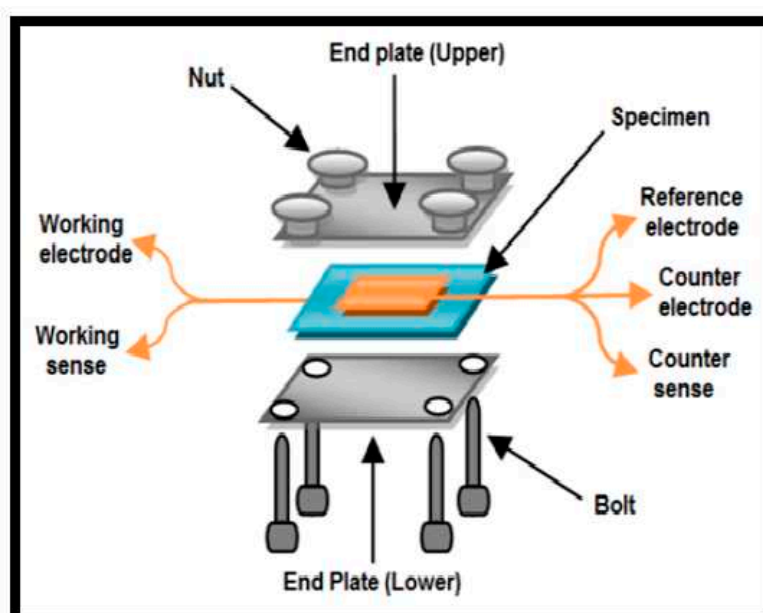 End plate (Upper)
Nut
Specimen
Working
electrode
Reference
electrode
Counter
electrode
Working
sense
Counter
sense
Bolt
End Plate (Lower)